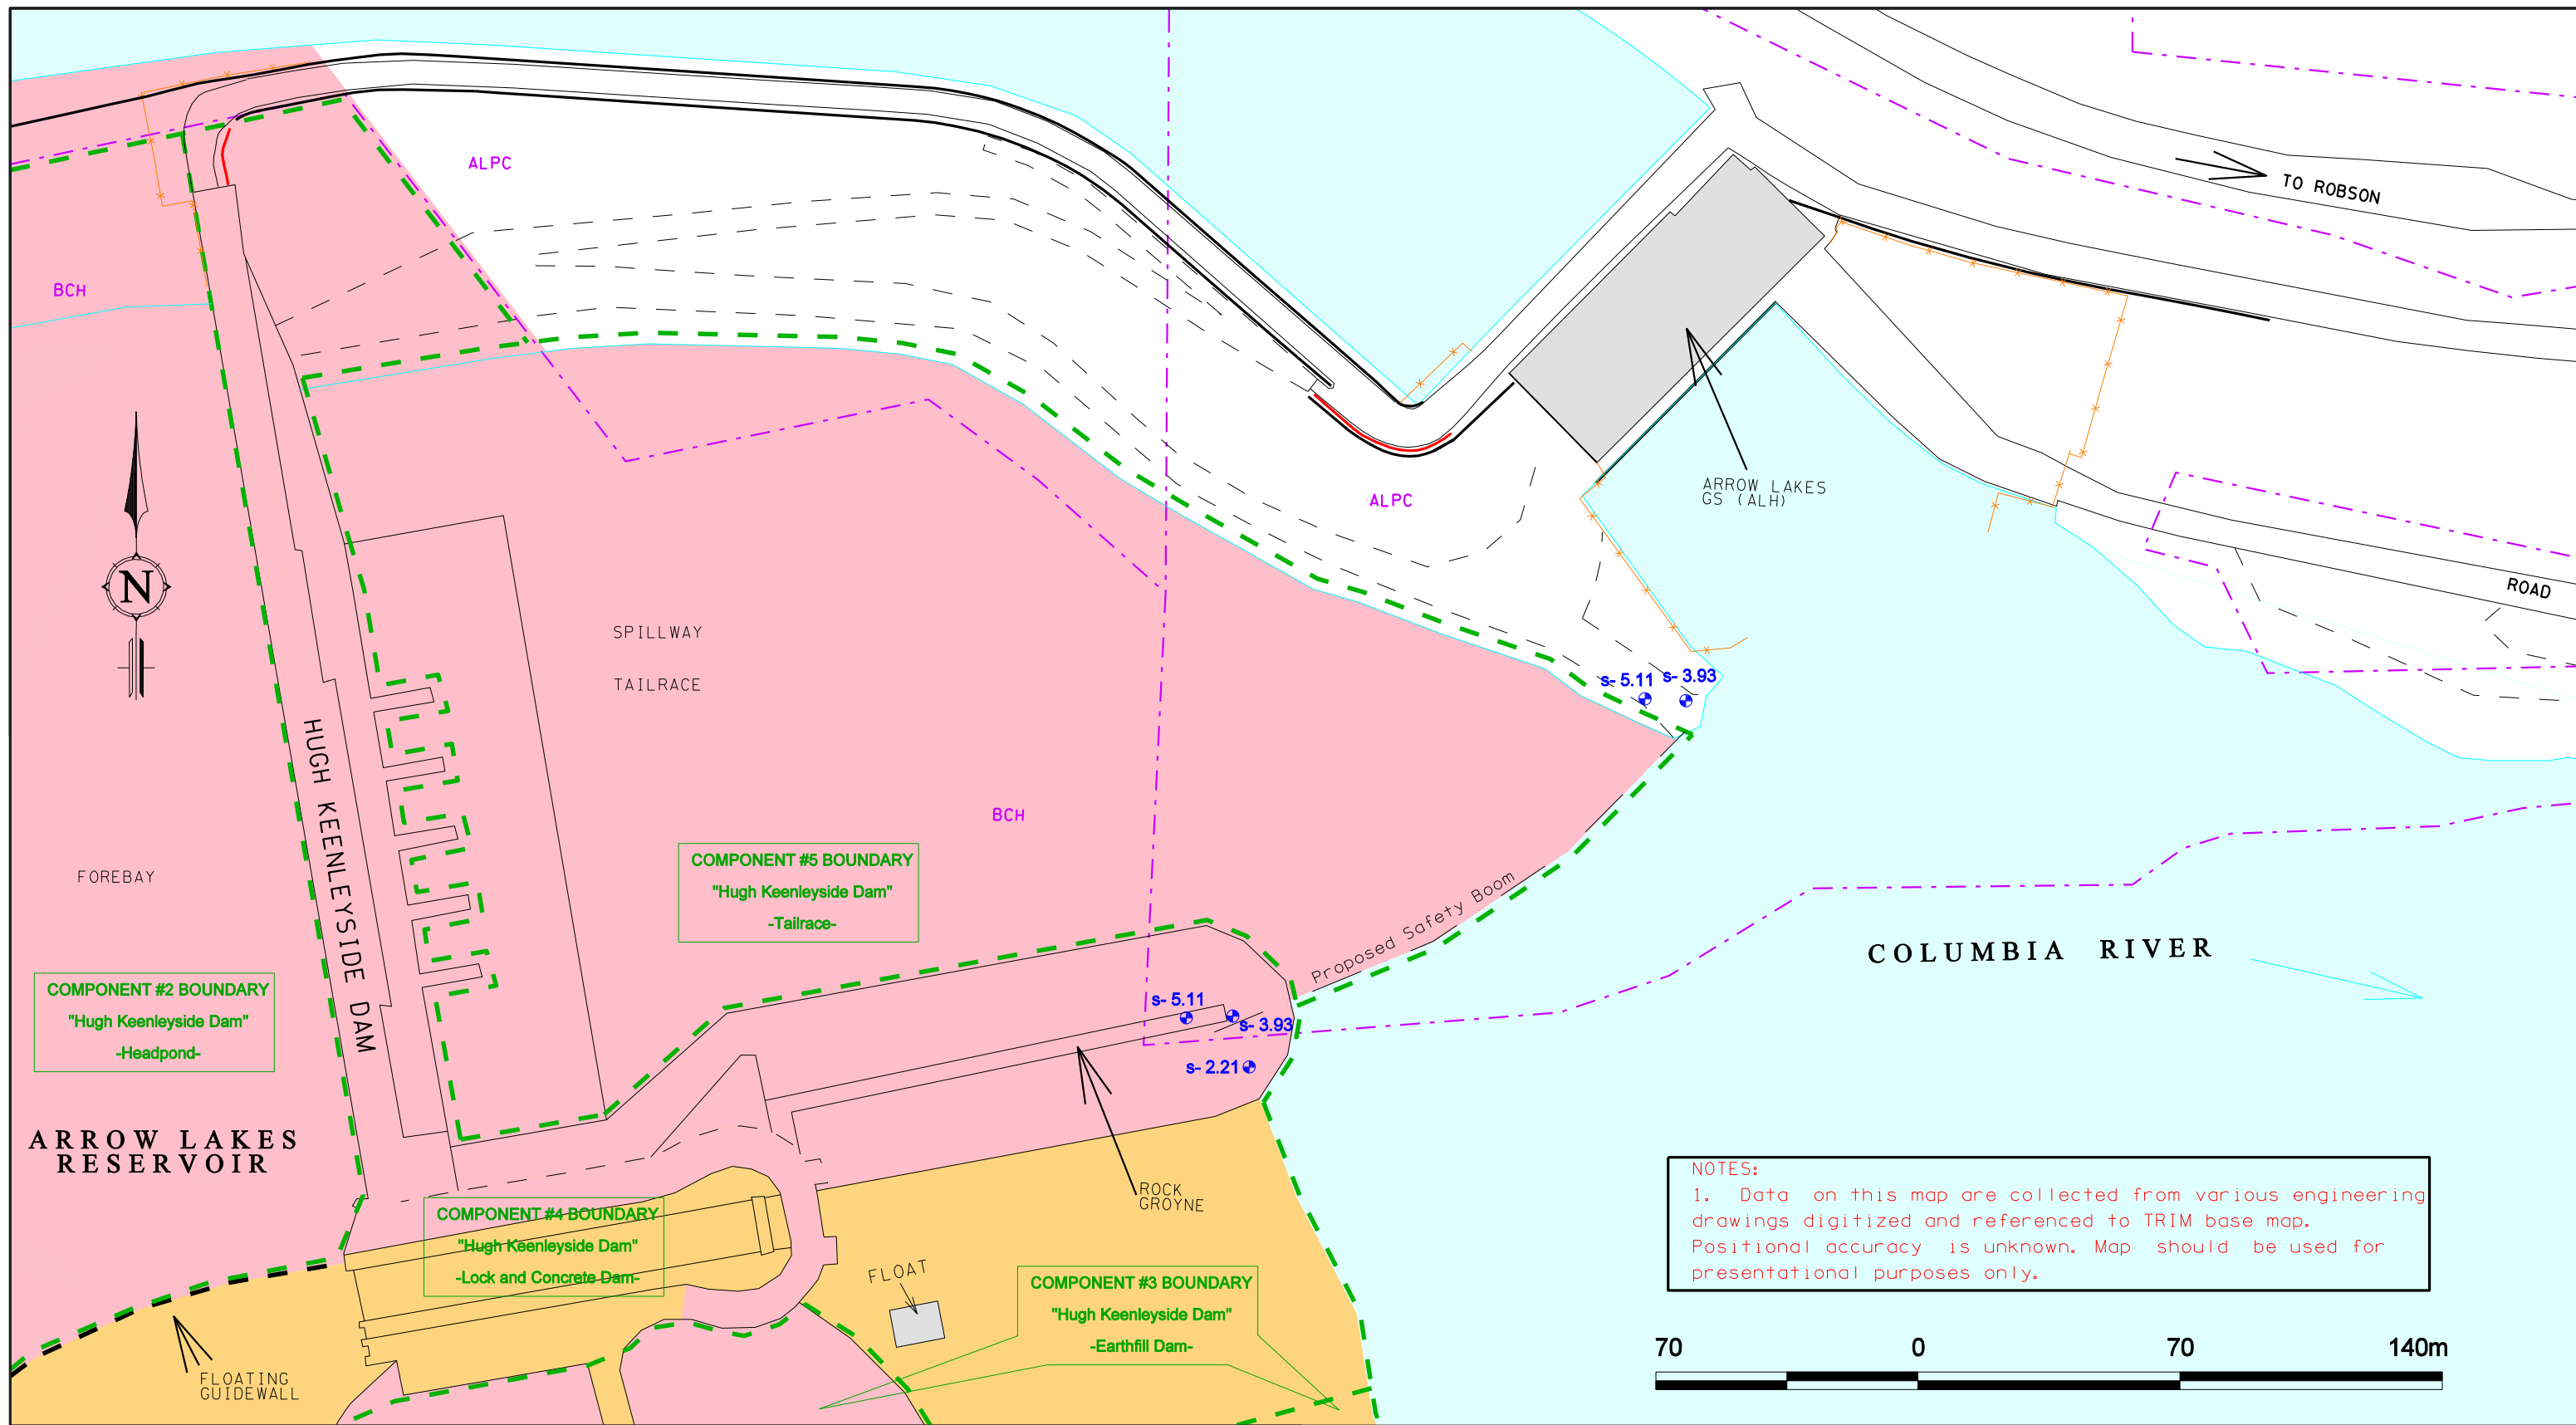 TO ROBSON
ALPC
BCH
ARROW LAKES
GS (ALH)
ALPC
N
ROAD
SPILLWAY
TAILRACE
s- 5.11
s- 3.93
HUGH KEENLEYSIDE DAM
BCH
FOREBAY
COMPONENT #5 BOUNDARY
"Hugh Keenleyside Dam"
-Tailrace-
Proposed Safety Boom
COLUMBIA RIVER
COMPONENT #2 BOUNDARY
"Hugh Keenleyside Dam"
-Headpond-
s- 5.11
s- 3.93
s- 2.21
ARROW LAKES
RESERVOIR
ROCK
GROYNE
COMPONENT #4 BOUNDARY
"Hugh Keenleyside Dam"
-Lock and Concrete Dam-
FLOAT
COMPONENT #3 BOUNDARY
"Hugh Keenleyside Dam"
-Earthfill Dam-
FLOATING
GUIDEWALL
NOTES:
1. Data on this map are collected from various engineering
drawings digitized and referenced to TRIM base map.
Positional accuracy is unknown. Map should be used for
presentational purposes only.
70 0 70 140m